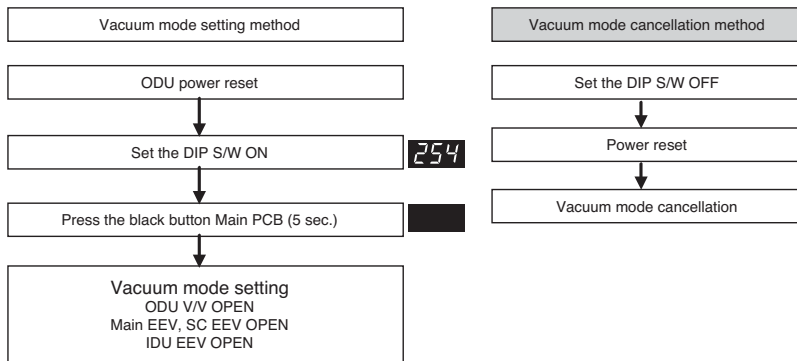 Vacuum mode setting method
ODU power reset
Set the DIP S/W ON
254
Press the black button Main PCB (5 sec.)
Vacuum mode setting
ODU V/V OPEN
Main EEV, SC EEV OPEN
IDU EEV OPEN
Vacuum mode cancellation method
Set the DIP S/W OFF
Power reset
Vacuum mode cancellation